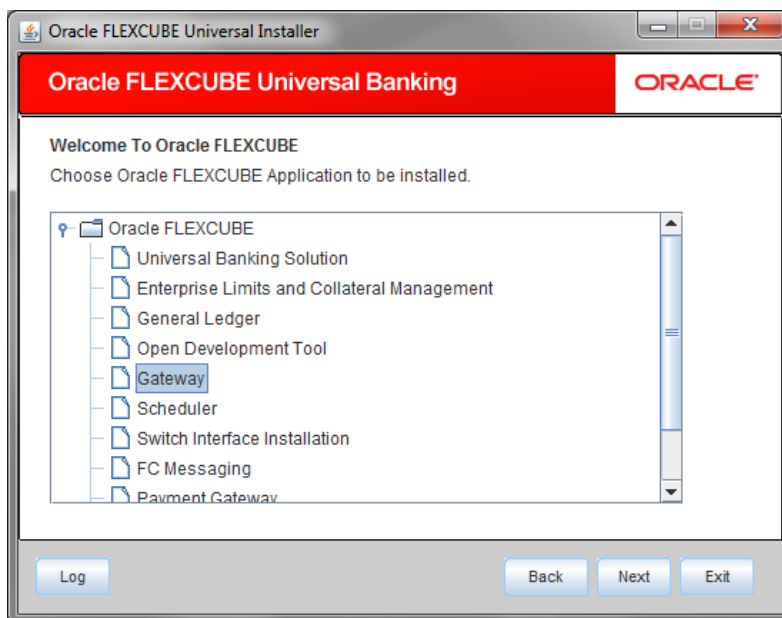 Oracle FLEXCUBE Universal Installer
Oracle FLEXCUBE Universal Banking
ORACLE
Welcome To Oracle FLEXCUBE
Choose Oracle FLEXCUBE Application to be installed.
Oracle FLEXCUBE
Universal Banking Solution
Enterprise Limits and Collateral Management
General Ledger
Open Development Tool
Gateway
Scheduler
Switch Interface Installation
FC Messaging
Payment Gateway
Log Back Next Exit